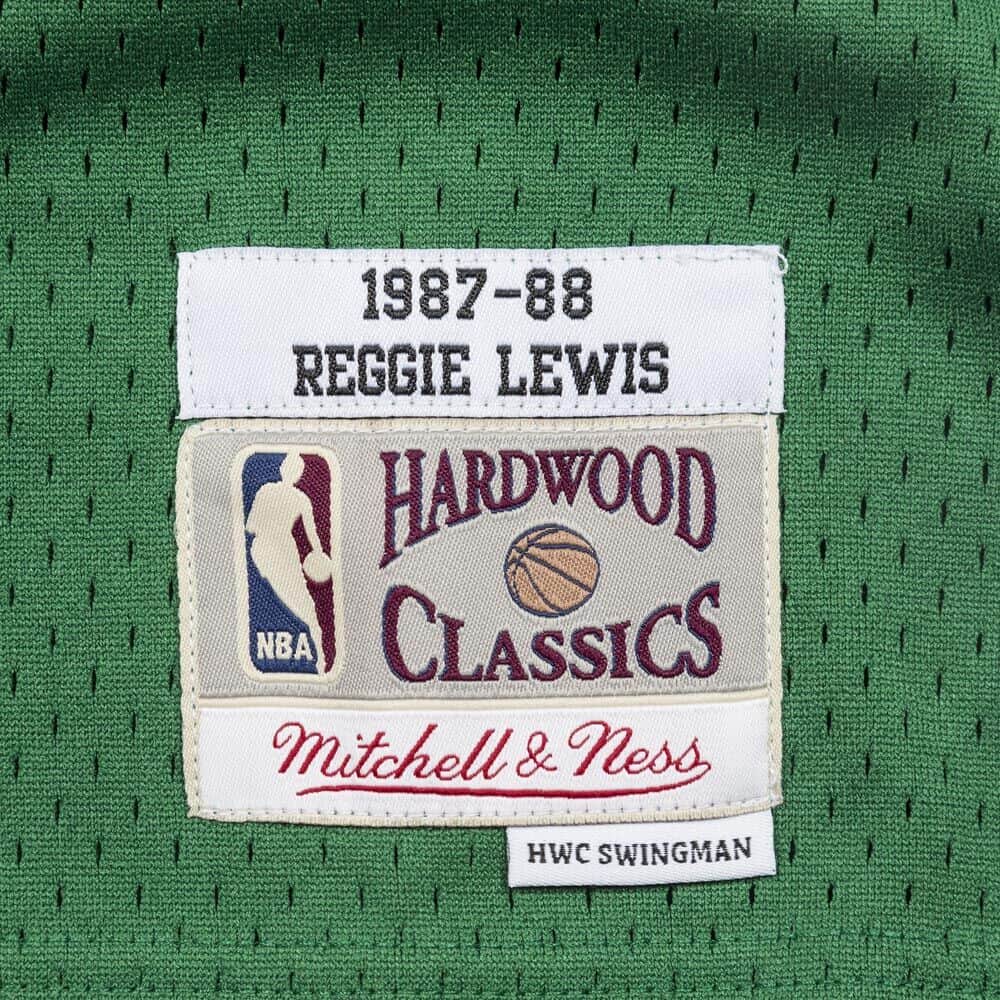 1987-88
REGGIE LEWIS
HARDWOOD
CLASSICS
NBA
Mitchell & Ness
HWC SWINGMAN